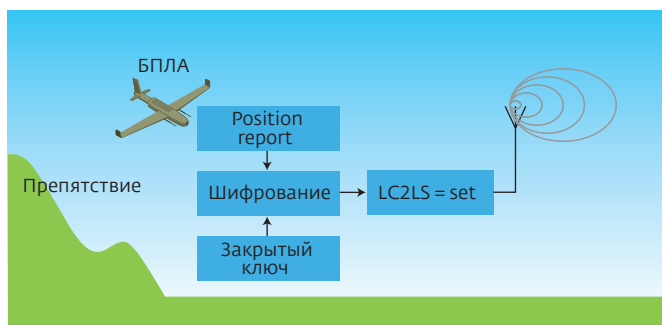 БПЛА
Position
report
Препятствие
Шифрование
LC2LS = set
Закрытый
ключ